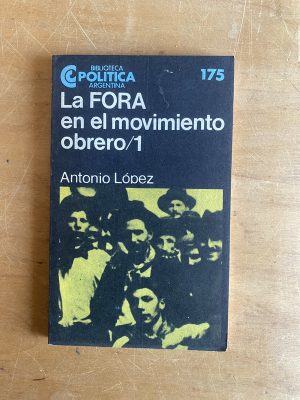 BIBLIOTECA
POLITICA
ARGENTINA
175
La FORA
en el movimiento
obrero/1
Antonio López